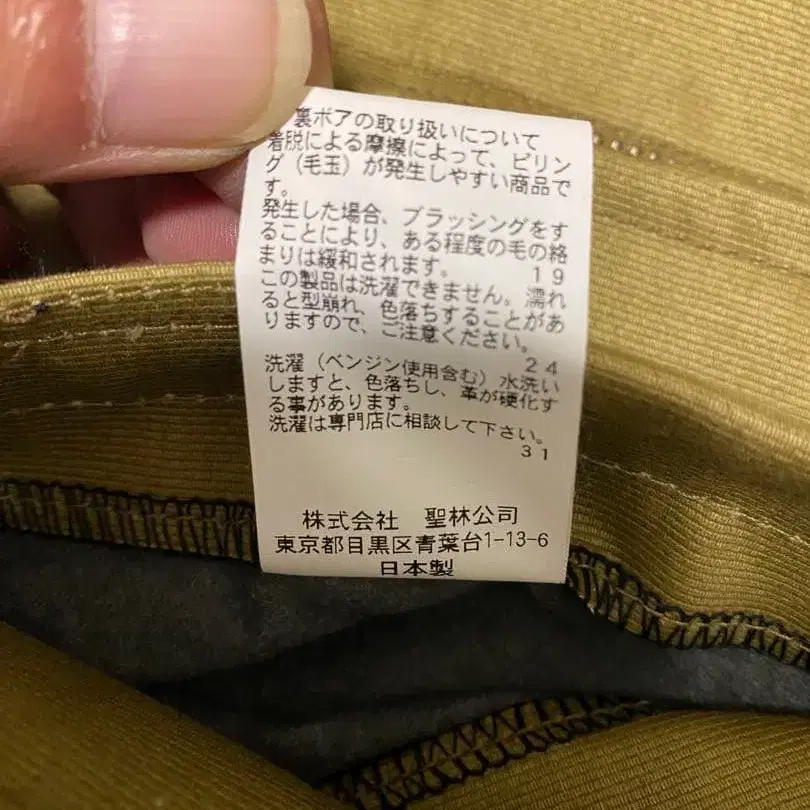 裏ボアの取り扱いについて
着脱による摩擦によって、ピリン
グ（毛玉）が発生しやすい商品で
す。
発生した場合、ブラッシングをす
ることにより、ある程度の毛の絡
まりは緩和されます。 19
この製品は洗濯できません。濡れ
ると型崩れ、色落ちすることがあ
りますので、ご注意ください。
24
洗濯（ベンジン使用含む）水洗い
しますと、色落ちし、革が硬化す
る事があります。
洗濯は専門店に相談して下さい。
31
株式会社 聖林公司
東京都目黒区青葉台1-13-6
日本製